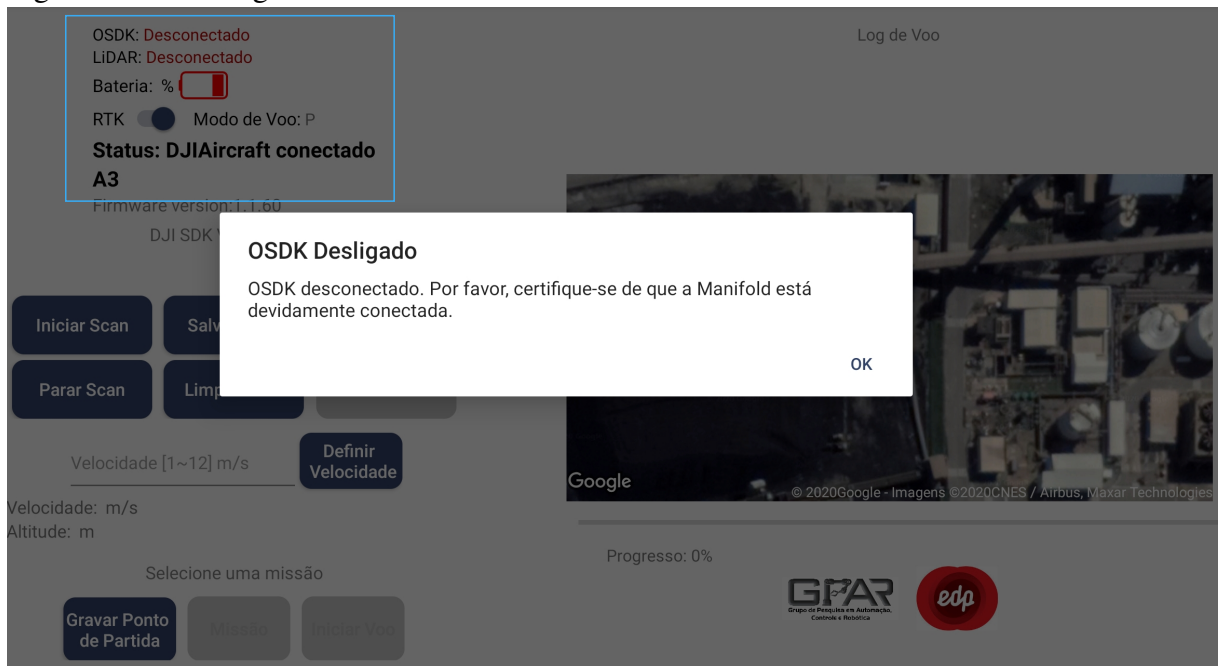 OSDK: Desconectado
LiDAR: Desconectado
Bateria: %
RTK Modo de Voo: P
Status: DJIAircraft conectado
A3
Firmware version:1.1.60
DJI SDK
Log de Voo
OSDK Desligado
OSDK desconectado. Por favor, certifique-se de que a Manifold está
devidamente conectada.
OK
Iniciar Scan
Parar Scan
Velocidade [1~12] m/s
Definir
Velocidade
Velocidade: m/s
Altitude: m
Selecione uma missão
Gravar Ponto
de Partida
Missão
Iniciar Voo
Google
© 2020Google - Imagens ©2020CNES / Airbus, Maxar Technologies
Progresso: 0%
GPAR
Grupo de Pesquisa em Automação,
Controle e Robótica
edp